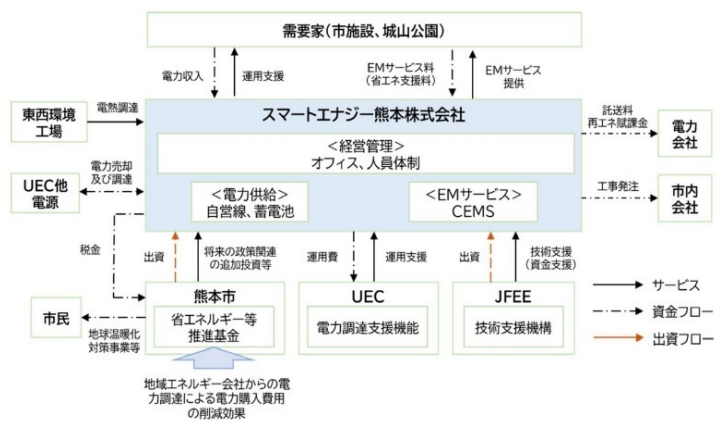 需要家(市施設、城山公園)
電力収入
運用支援
EMサービス料
(省エネ支援料)
EMサービス
提供
東西環境
工場
電熱調達
スマートエナジー熊本株式会社
<経営管理>
オフィス、人員体制
託送料
再エネ賦課金
電力
会社
UEC他
電源
電力売却
及び調達
<電力供給>
自営線、蓄電池
<EMサービス>
CEMS
工事発注
市内
会社
税金
出資
将来の政策関連
の追加投資等
運用費
運用支援
出資
技術支援
(資金支援)
市民
地球温暖化
対策事業等
熊本市
省エネルギー等
推進基金
UEC
電力調達支援機能
JFEE
技術支援機構
サービス
資金フロー
出資フロー
地域エネルギー会社からの電
力調達による電力購入費用
の削減効果